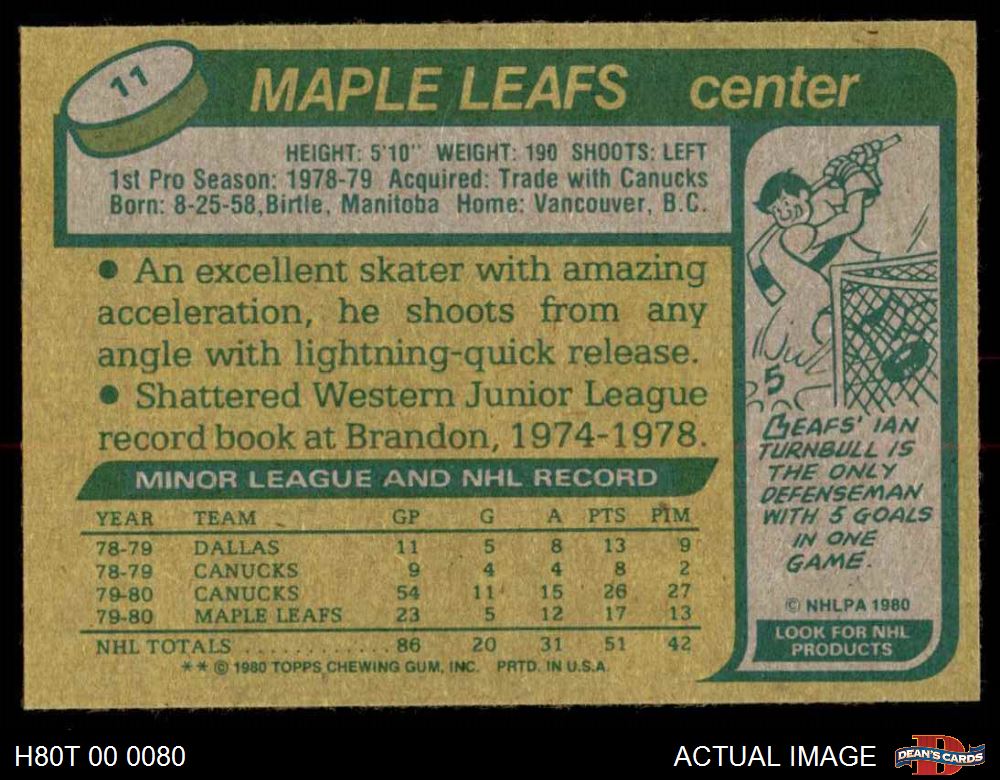 11
MAPLE LEAFS center
HEIGHT: 5'10" WEIGHT: 190 SHOOTS: LEFT
1st Pro Season: 1978-79 Acquired: Trade with Canucks
Born: 8-25-58, Birtle, Manitoba Home: Vancouver, B.C.
• An excellent skater with amazing
acceleration, he shoots from any
angle with lightning-quick release.
• Shattered Western Junior League
record book at Brandon, 1974-1978.
MINOR LEAGUE AND NHL RECORD
YEAR TEAM GP G A PTS PIM
78-79 DALLAS 11 5 8 13 9
78-79 CANUCKS 9 4 4 8 2
79-80 CANUCKS 54 11 15 26 27
79-80 MAPLE LEAFS 23 5 12 17 13
NHL TOTALS ............ 86 20 31 51 42
** © 1980 TOPPS CHEWING GUM, INC. PRTD. IN U.S.A.
5
LEAFS' IAN
TURNBULL IS
THE ONLY
DEFENSEMAN
WITH 5 GOALS
IN ONE
GAME.
© NHLPA 1980
LOOK FOR NHL
PRODUCTS
H80T 00 0080
ACTUAL IMAGE
D
DEAN'S CARDS